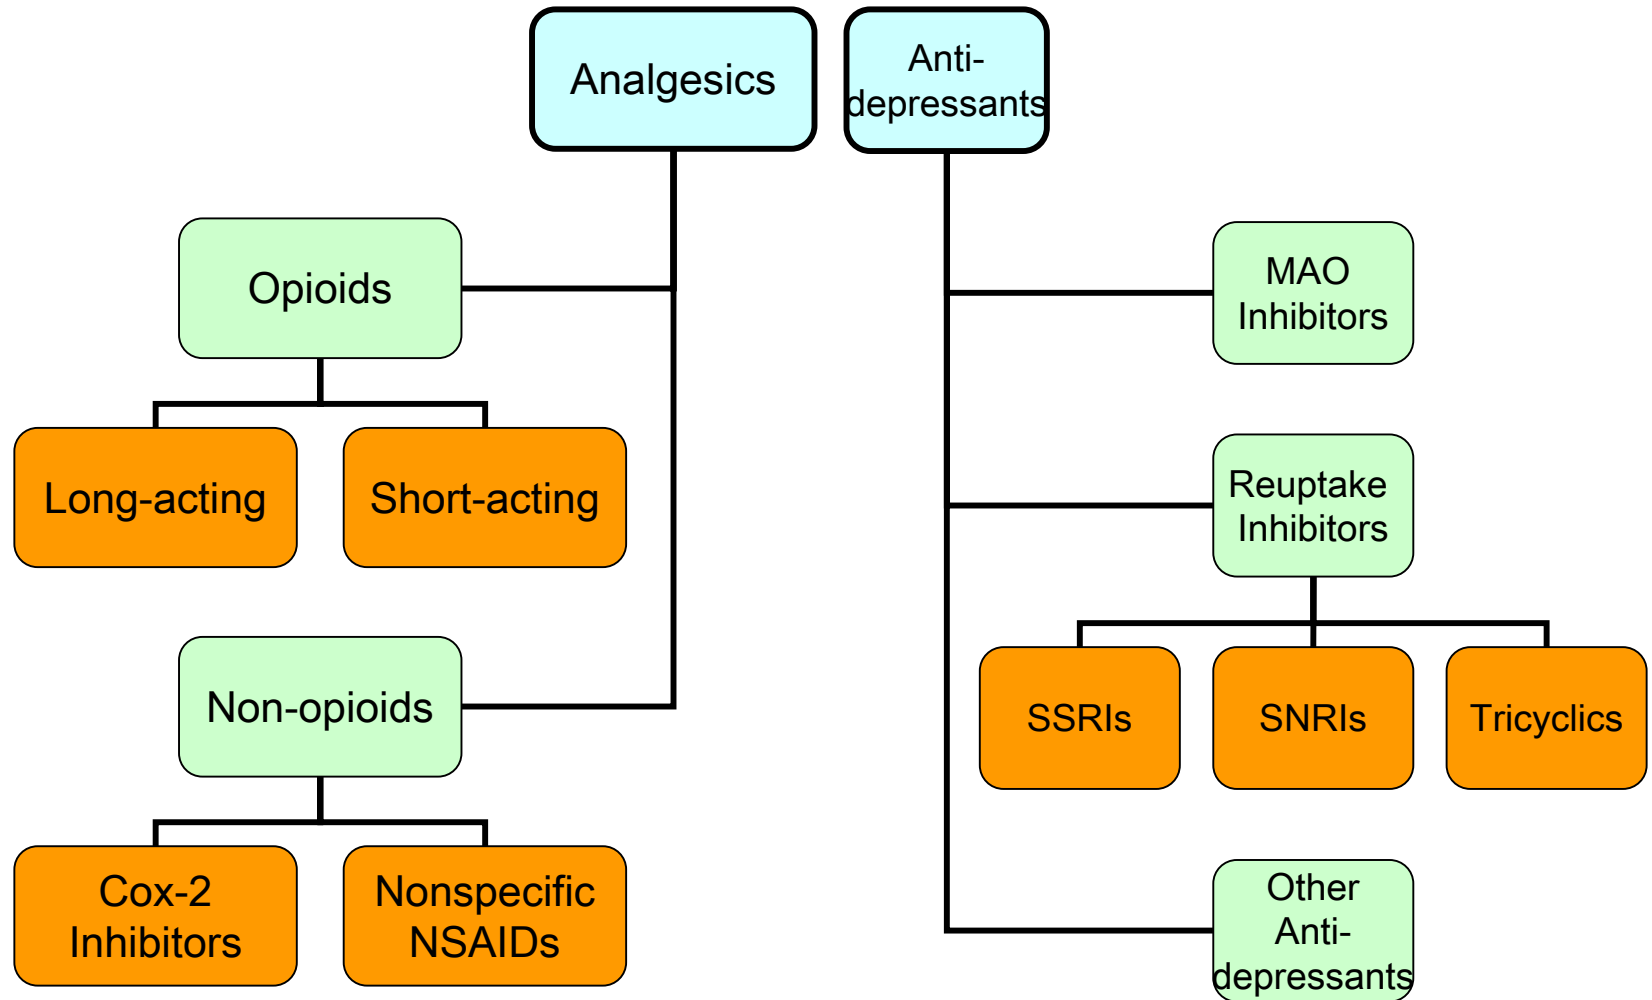 Analgesics
Anti-
depressants
Opioids
Long-acting
Short-acting
Non-opioids
Cox-2
Inhibitors
Nonspecific
NSAIDs
MAO
Inhibitors
Reuptake
Inhibitors
SSRIs
SNRIs
Tricyclics
Other
Anti-
depressants